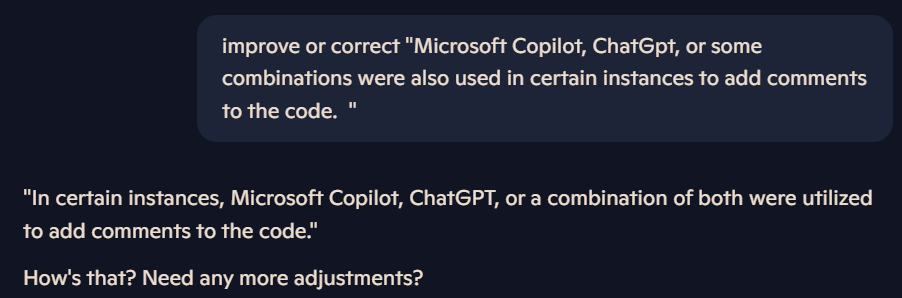 improve or correct "Microsoft Copilot, ChatGpt, or some
combinations were also used in certain instances to add comments
to the code.  "
"In certain instances, Microsoft Copilot, ChatGPT, or a combination of both were utilized
to add comments to the code."
How's that? Need any more adjustments?